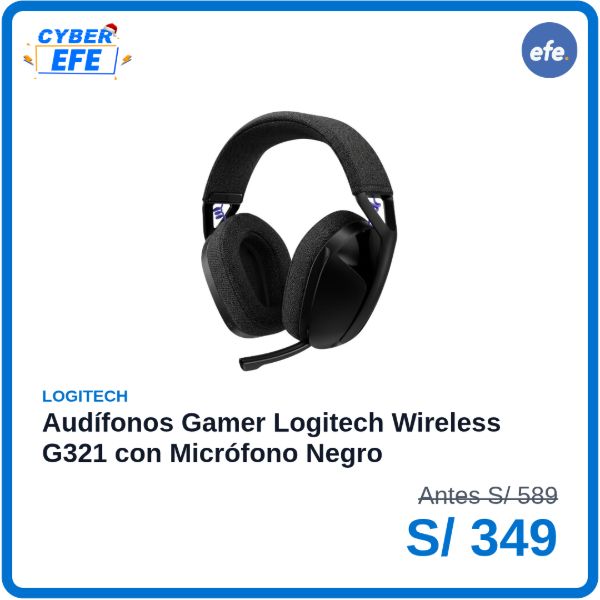 CYBER
EFE
efe.
LOGITECH
Audífonos Gamer Logitech Wireless
G321 con Micrófono Negro
Antes S/ 589
S/ 349